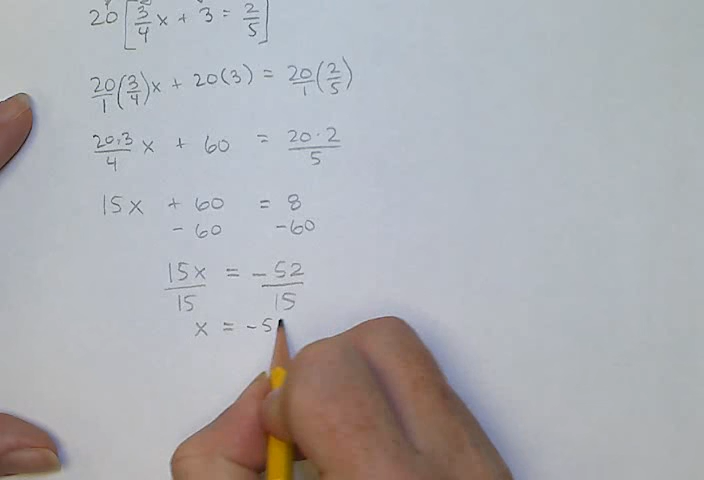 20[3/4 x + 3 = 2/5]
20/1(3/4)x + 20(3) = 20/1(2/5)
20·3/4 x + 60 = 20·2/5
15x + 60 = 8
- 60 -60
15x/15 = -52/15
x = -5